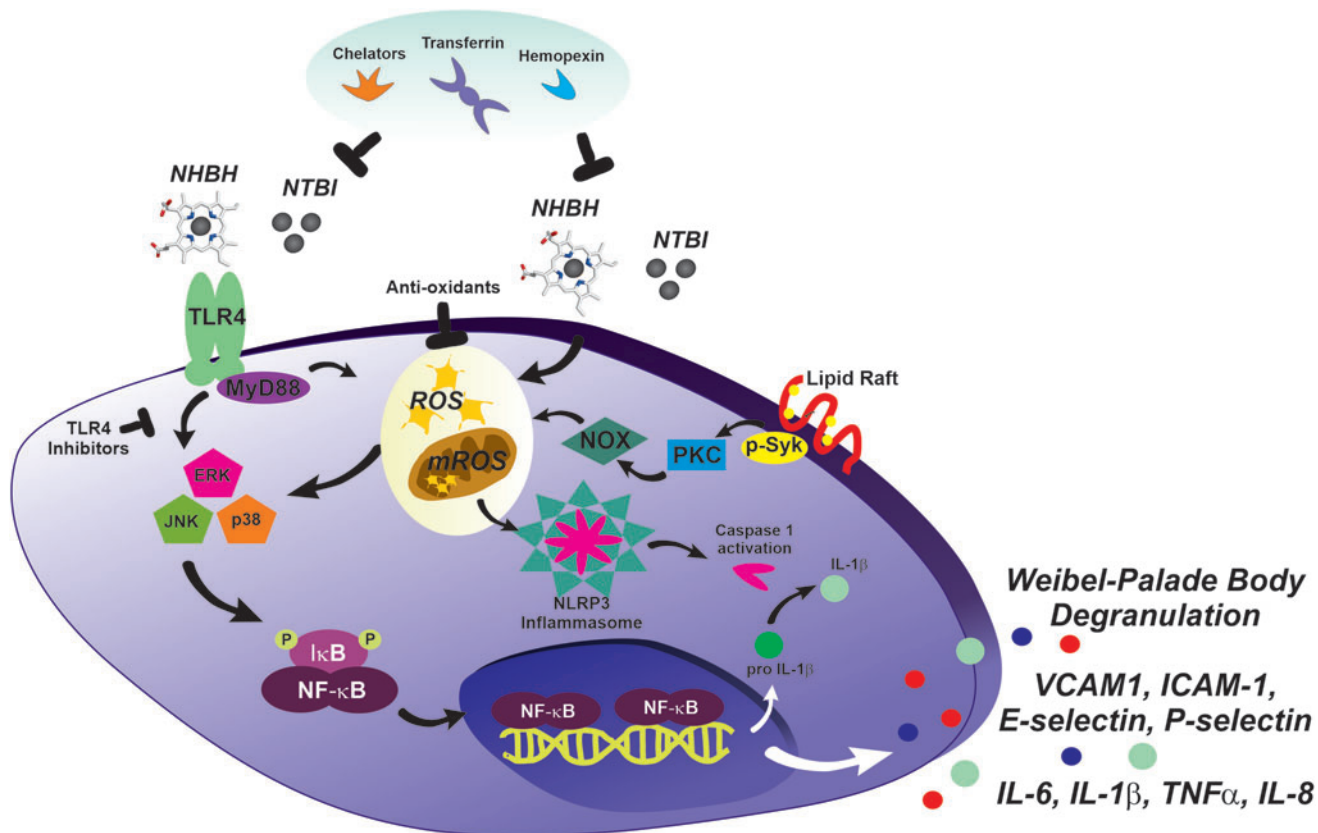 Chelators
Transferrin
Hemopexin
NHBH
NTBI
NHBH
NTBI
Anti-oxidants
TLR4
MyD88
TLR4
Inhibitors
ROS
mROS
NOX
PKC
p-Syk
Lipid Raft
ERK
JNK
p38
NLRP3
Inflammasome
Caspase 1
activation
IL-1β
pro IL-1β
P
P
IκB
NF-κB
NF-κB
NF-κB
Weibel-Palade Body
Degranulation
VCAM1, ICAM-1,
E-selectin, P-selectin
IL-6, IL-1β, TNFα, IL-8